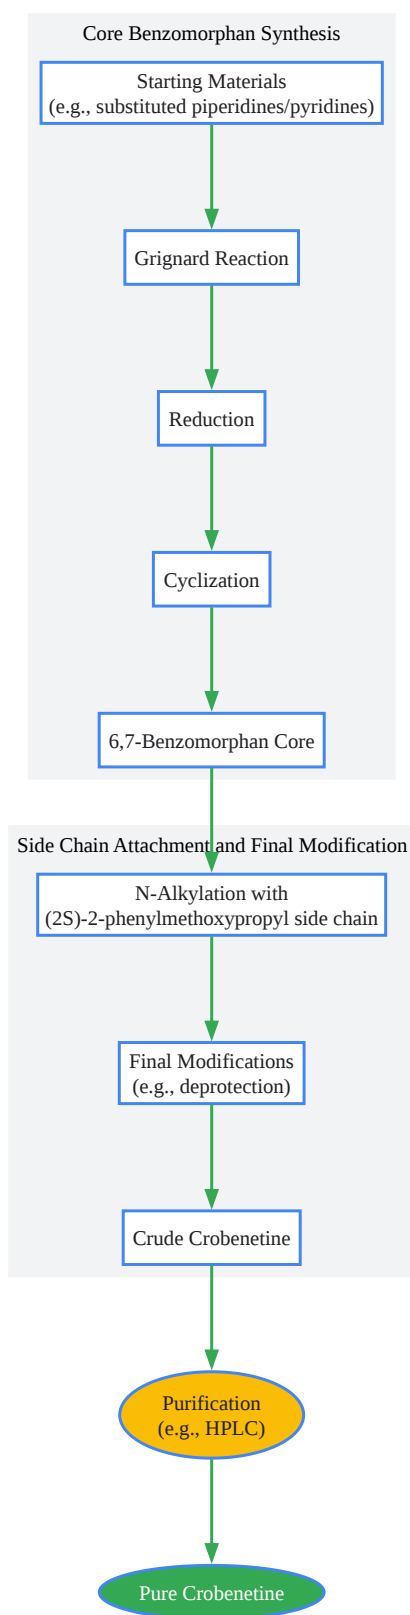 Core Benzomorphan Synthesis
Starting Materials
(e.g., substituted piperidines/pyridines)
Grignard Reaction
Reduction
Cyclization
6,7-Benzomorphan Core
Side Chain Attachment and Final Modification
N-Alkylation with
(2S)-2-phenylmethoxypropyl side chain
Final Modifications
(e.g., deprotection)
Crude Crobenetine
Purification
(e.g., HPLC)
Pure Crobenetine